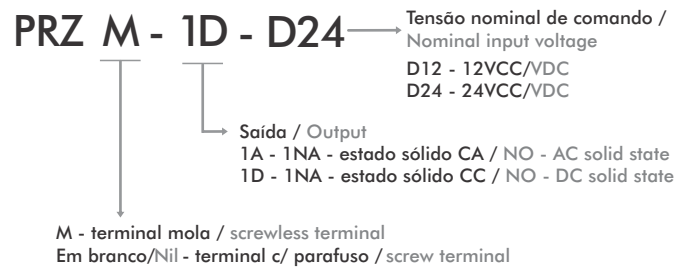 PRZ M - 1D - D24
Tensão nominal de comando /
Nominal input voltage
D12 - 12VCC/VDC
D24 - 24VCC/VDC
Saída / Output
1A - 1NA - estado sólido CA / NO - AC solid state
1D - 1NA - estado sólido CC / NO - DC solid state
M - terminal mola / screwless terminal
Em branco/Nil - terminal c/ parafuso / screw terminal